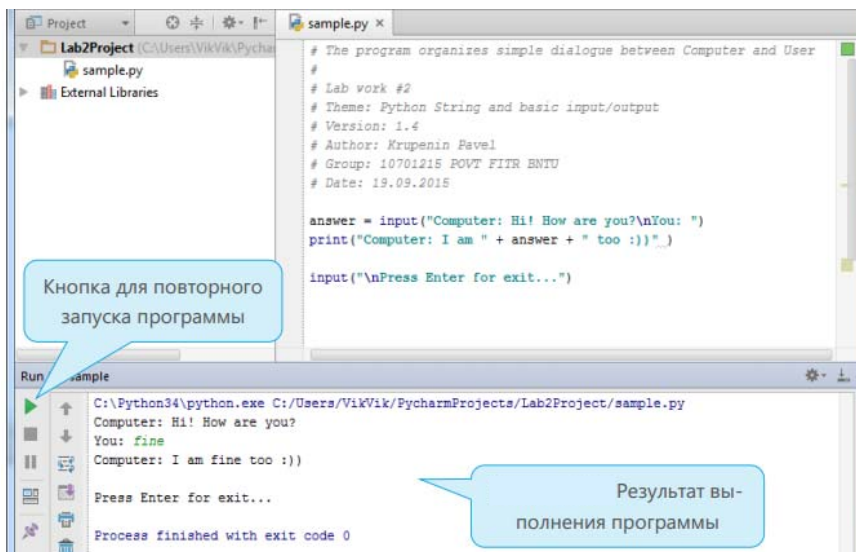 Project
sample.py
Lab2Project (C:\Users\VikVik\Pychar
sample.py
External Libraries
# The program organizes simple dialogue between Computer and User
#
# Lab work #2
# Theme: Python String and basic input/output
# Version: 1.4
# Author: Krupenin Pavel
# Group: 10701215 POVT FITR BNTU
# Date: 19.09.2015
answer = input("Computer: Hi! How are you?\nYou: ")
print("Computer: I am " + answer + " too :))" )
input("\nPress Enter for exit...")
Кнопка для повторного
запуска программы
Run
sample
C:\Python34\python.exe C:/Users/VikVik/PycharmProjects/Lab2Project/sample.py
Computer: Hi! How are you?
You: fine
Computer: I am fine too :))
Press Enter for exit...
Process finished with exit code 0
Результат вы-
полнения программы